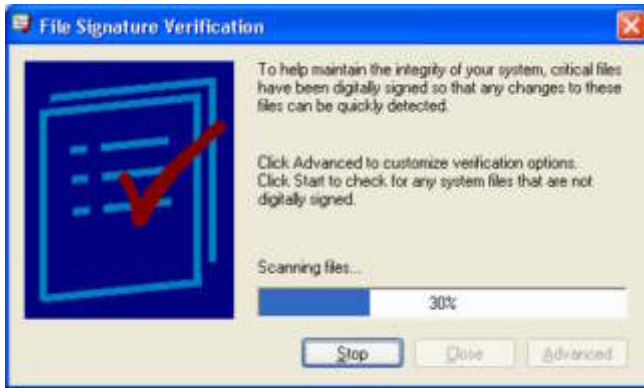 File Signature Verification
To help maintain the integrity of your system, critical files
have been digitally signed so that any changes to these
files can be quickly detected.
Click Advanced to customize verification options.
Click Start to check for any system files that are not
digitally signed.
Scanning files...
30%
Stop Close Advanced